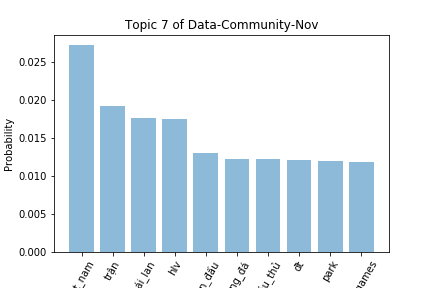 Topic 7 of Data-Community-Nov
Probability
0.025
0.020
0.015
0.010
0.005
0.000
t_nam
trận
ái_lan
hlv
n_đấu
ng_đá
ầu_thủ
đt
park
names